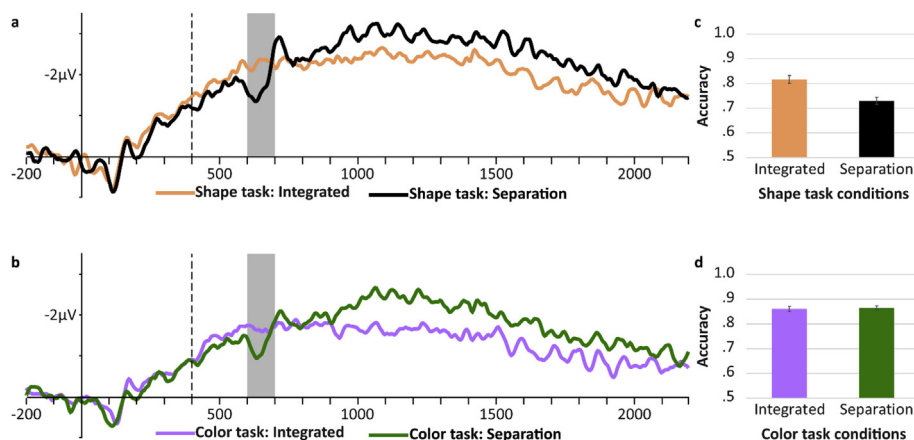 a
-2µV
-200
500
1000
1500
2000
Shape task: Integrated
Shape task: Separation
b
-2µV
-200
500
1000
1500
2000
Color task: Integrated
Color task: Separation
c
Accuracy
1.0
.9
.8
.7
.6
.5
Integrated
Separation
Shape task conditions
d
Accuracy
1.0
.9
.8
.7
.6
.5
Integrated
Separation
Color task conditions